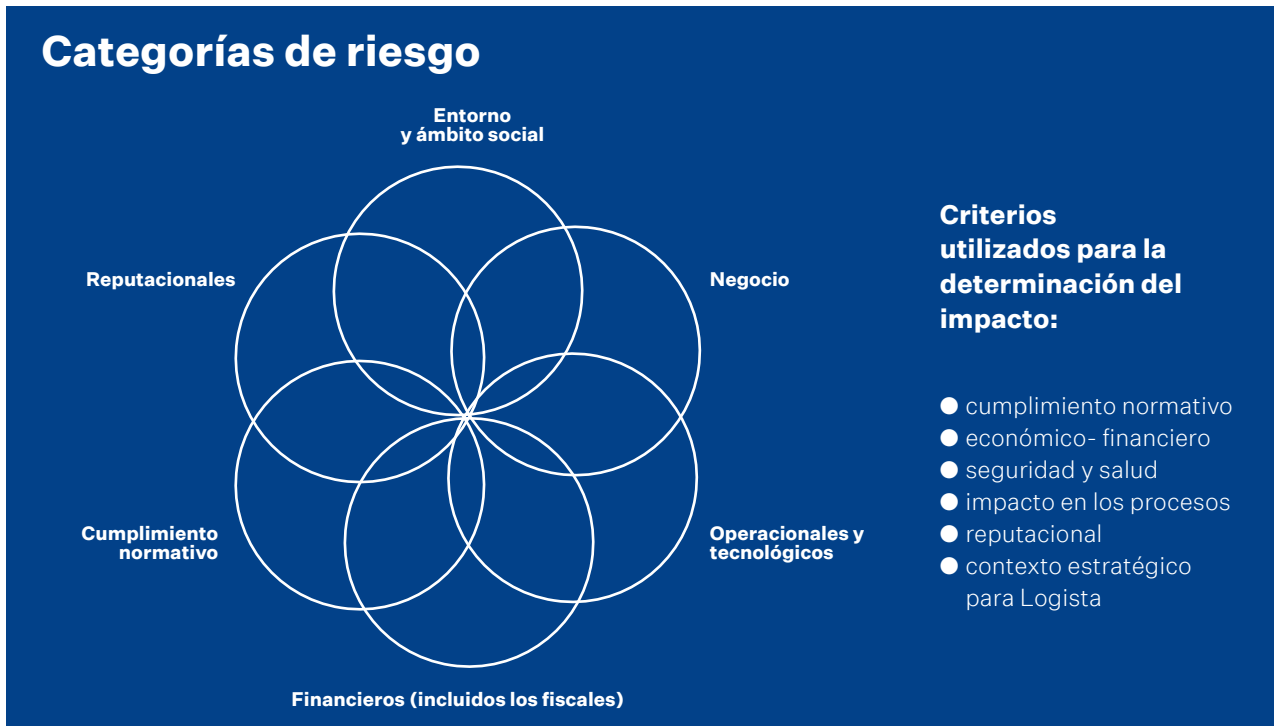 Categorías de riesgo
Entorno
y ámbito social
Reputacionales
Negocio
Cumplimiento
normativo
Operacionales y
tecnológicos
Financieros (incluidos los fiscales)
Criterios
utilizados para la
determinación del
impacto:
● cumplimiento normativo
● económico- financiero
● seguridad y salud
● impacto en los procesos
● reputacional
● contexto estratégico
para Logista